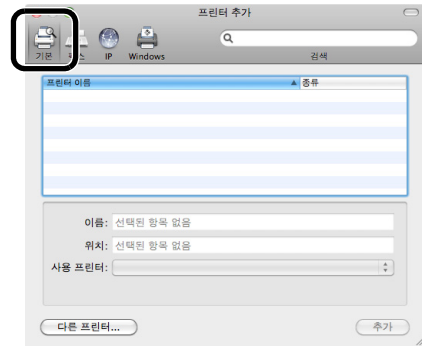 프린터 추가
기본 팩스 IP Windows 검색
프린터 이름 종류
이름: 선택된 항목 없음
위치: 선택된 항목 없음
사용 프린터:
다른 프린터... 추가